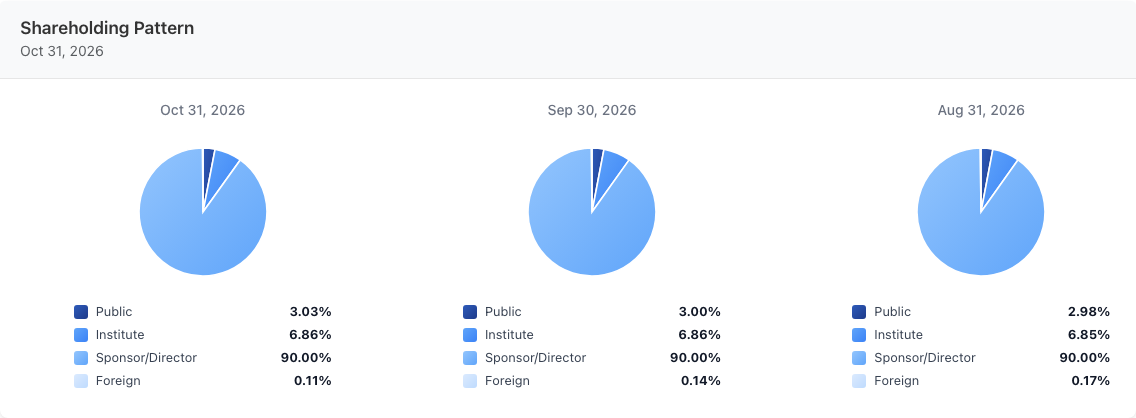 Shareholding Pattern
Oct 31, 2026
Oct 31, 2026
Public 3.03%
Institute 6.86%
Sponsor/Director 90.00%
Foreign 0.11%
Sep 30, 2026
Public 3.00%
Institute 6.86%
Sponsor/Director 90.00%
Foreign 0.14%
Aug 31, 2026
Public 2.98%
Institute 6.85%
Sponsor/Director 90.00%
Foreign 0.17%